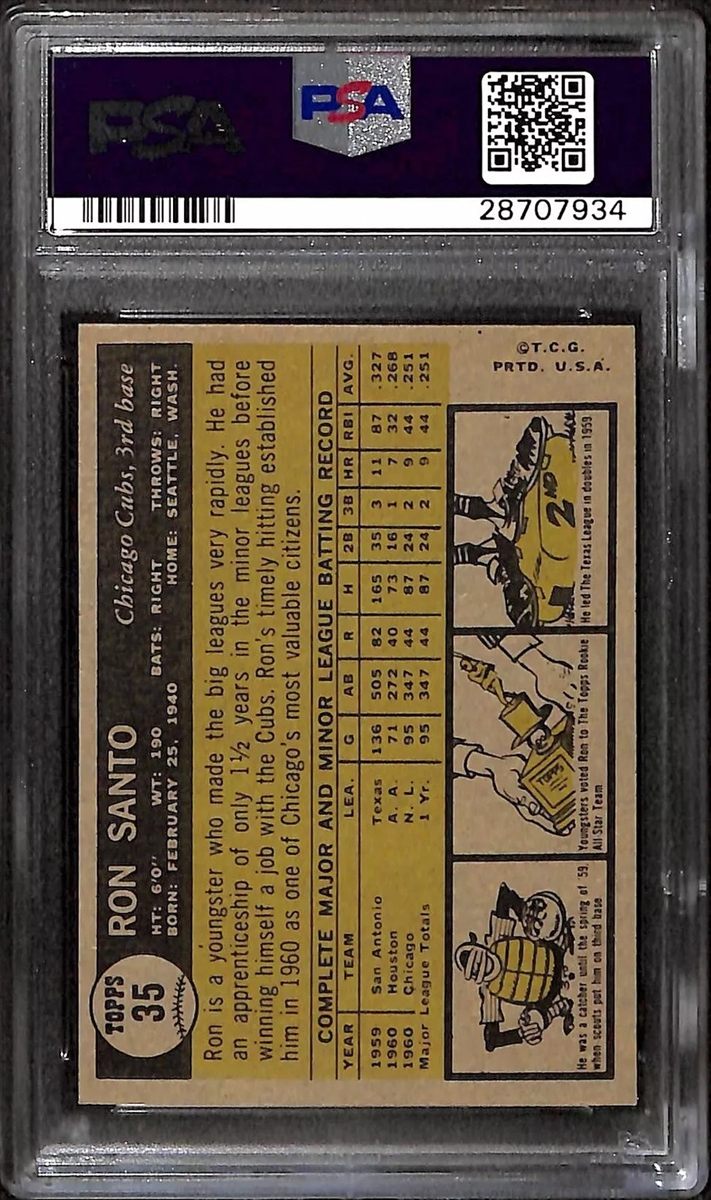 PSA
PSA
28707934
TOPPS
35
RON SANTO
Chicago Cubs, 3rd base
HT: 6'0" WT: 190 BATS: RIGHT THROWS: RIGHT
BORN: FEBRUARY 25, 1940 HOME: SEATTLE, WASH.
Ron is a youngster who made the big leagues very rapidly. He had
an apprenticeship of only 1½ years in the minor leagues before
winning himself a job with the Cubs. Ron's timely hitting established
him in 1960 as one of Chicago's most valuable citizens.
COMPLETE MAJOR AND MINOR LEAGUE BATTING RECORD
YEAR TEAM LEA. G AB R H 2B 3B HR RBI AVG.
1959 San Antonio Texas 136 505 82 165 35 3 11 87 .327
1960 Houston A. A. 71 272 40 73 16 1 7 32 .268
1960 Chicago N. L. 95 347 44 87 24 2 9 44 .251
Major League Totals 1 Yr. 95 347 44 87 24 2 9 44 .251
He was a catcher until the spring of '59,
when scouts put him on third base
TOPPS
Youngsters voted Ron to The Topps Rookie
All-Star Team
2ND
He led The Texas League in doubles in 1959
©T.C.G.
PRTD. U.S.A.